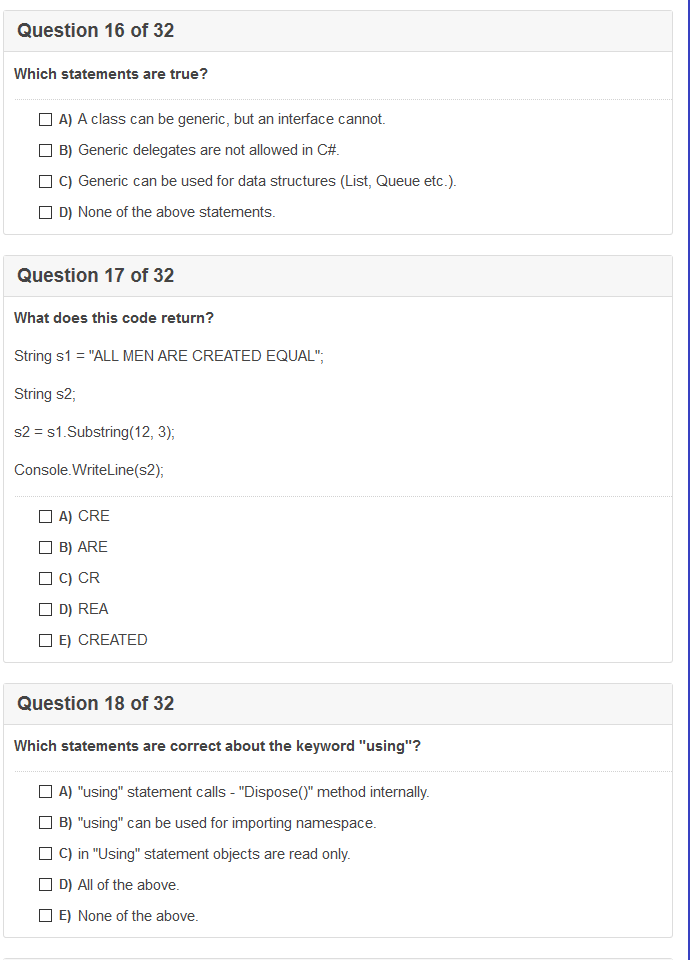 Question 16 of 32
Which statements are true?
A) A class can be generic, but an interface cannot.
B) Generic delegates are not allowed in C#.
C) Generic can be used for data structures (List, Queue etc.).
D) None of the above statements.
Question 17 of 32
What does this code return?
String s1 = "ALL MEN ARE CREATED EQUAL";
String s2;
s2 = s1.Substring(12, 3);
Console.WriteLine(s2);
A) CRE
B) ARE
C) CR
D) REA
E) CREATED
Question 18 of 32
Which statements are correct about the keyword "using"?
A) "using" statement calls - "Dispose()" method internally.
B) "using" can be used for importing namespace.
C) in "Using" statement objects are read only.
D) All of the above.
E) None of the above.